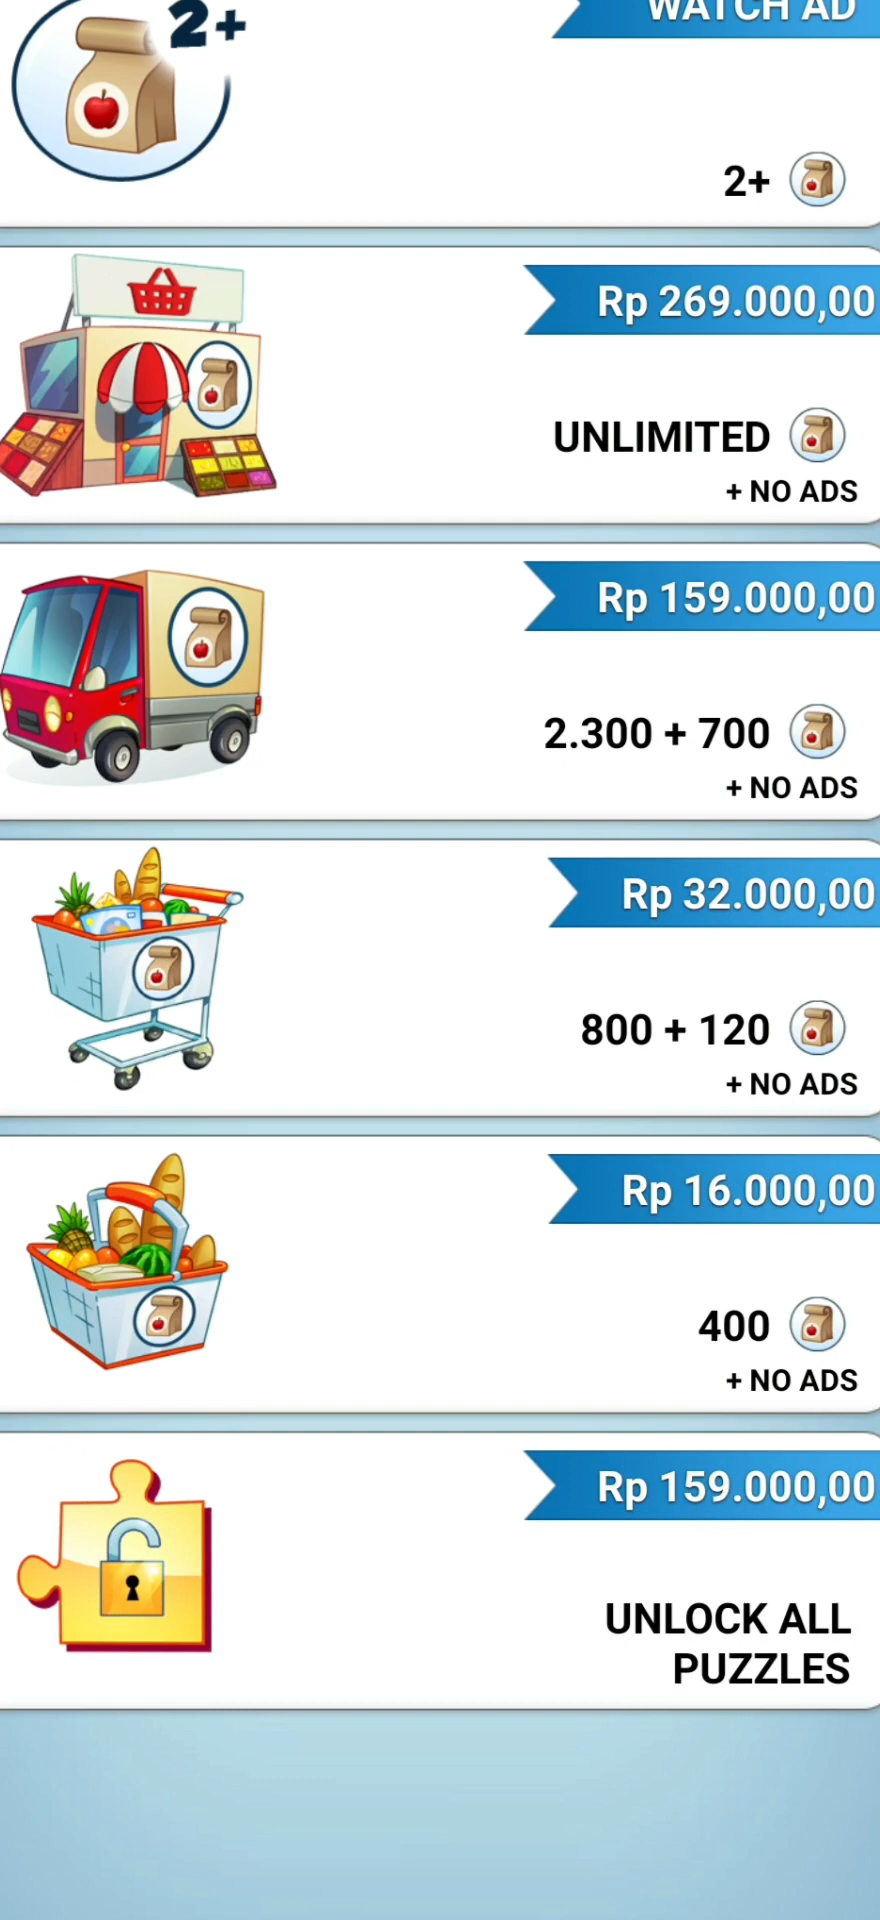 2+
WATCH AD
2+
Rp 269.000,00
UNLIMITED
+ NO ADS
Rp 159.000,00
2.300 + 700
+ NO ADS
Rp 32.000,00
800 + 120
+ NO ADS
Rp 16.000,00
400
+ NO ADS
Rp 159.000,00
UNLOCK ALL
PUZZLES